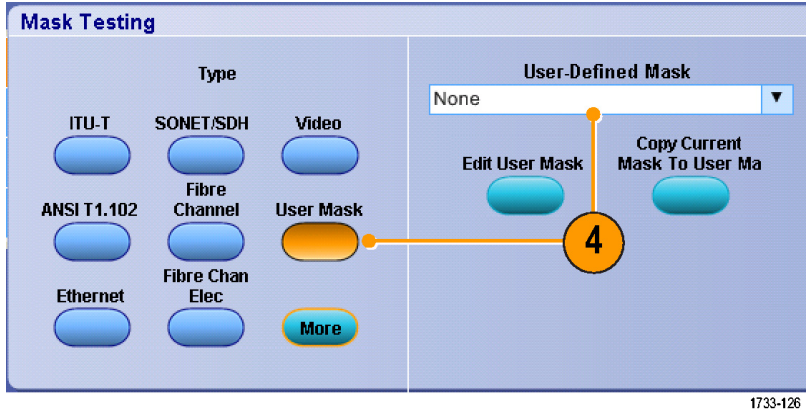 Mask Testing
Type
User-Defined Mask
None
ITU-T
SONET/SDH
Video
Edit User Mask
Copy Current
Mask To User Ma
ANSI T1.102
Fibre
Channel
User Mask
4
Ethernet
Fibre Chan
Elec
More
1733-126